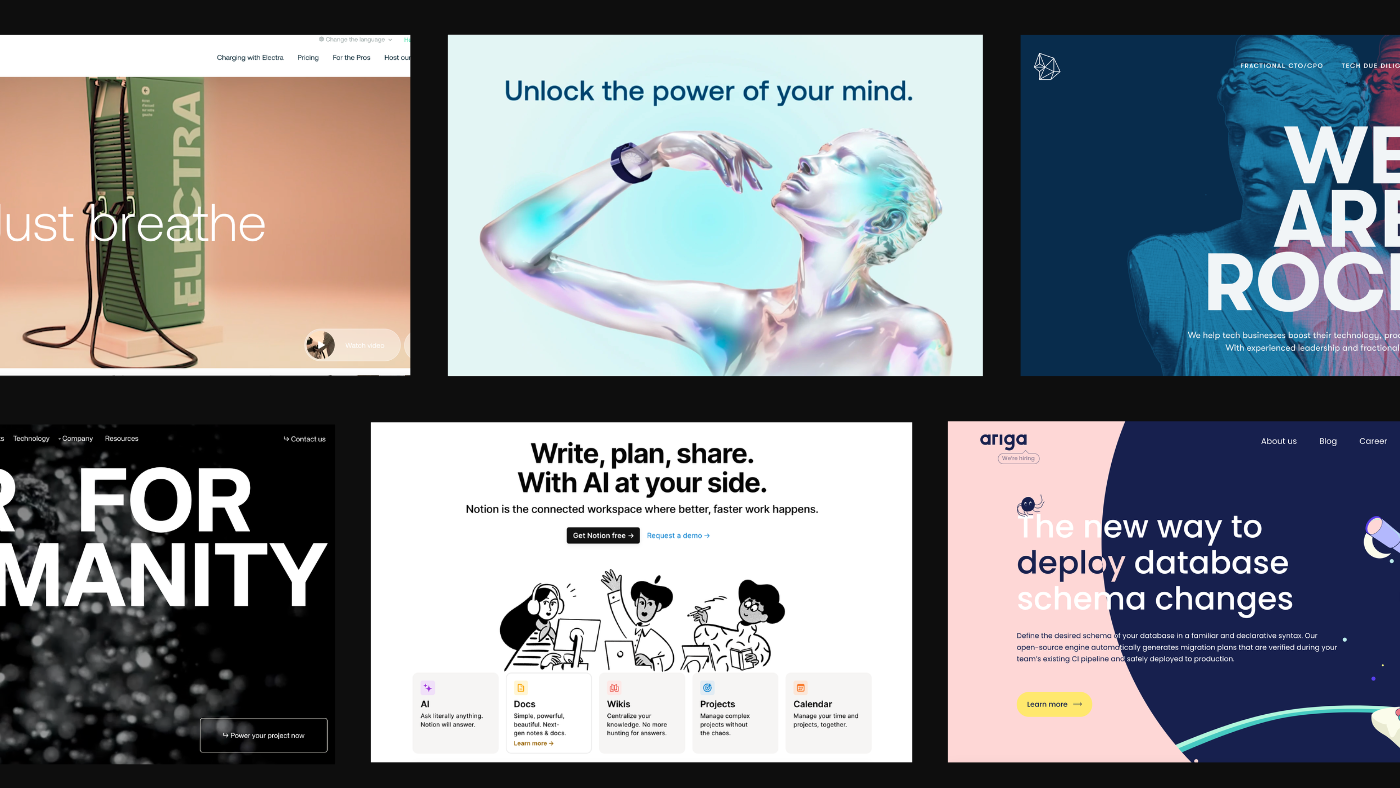 Change the language
Charging with Electra Pricing For the Pros Host our
ELECTRA
Just breathe
Watch video
Unlock the power of your mind.
FRACTIONAL CTO/CPO TECH DUE DILIG
WE
ARE
ROCK
We help tech businesses boost their technology, prod
With experienced leadership and fractional
Technology Company Resources
↳ Contact us
R FOR
MANITY
↳ Power your project now
Write, plan, share.
With AI at your side.
Notion is the connected workspace where better, faster work happens.
Get Notion free → Request a demo →
AI
Ask literally anything.
Notion will answer.
Docs
Simple, powerful,
beautiful. Next-
gen notes & docs.
Learn more →
Wikis
Centralize your
knowledge. No more
hunting for answers.
Projects
Manage complex
projects without
the chaos.
Calendar
Manage your time and
projects, together.
ariga
We're hiring
About us Blog Career
The new way to
deploy database
schema changes
Define the desired schema of your database in a familiar and declarative syntax. Our
open-source engine automatically generates migration plans that are verified during your
team's existing CI pipeline and safely deployed to production.
Learn more →